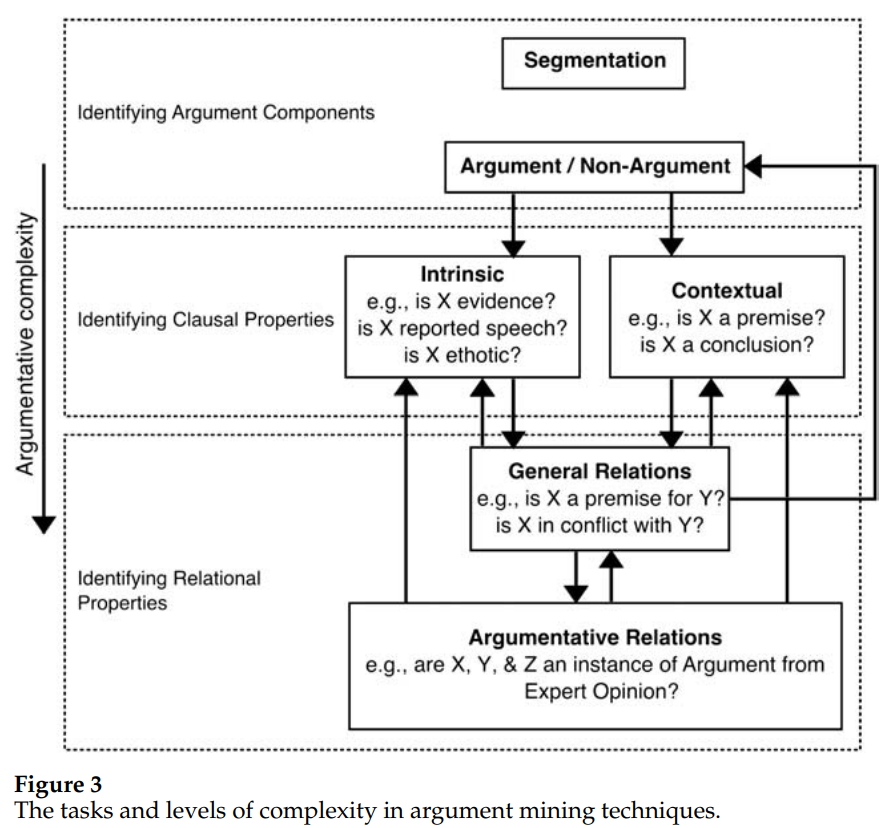 Segmentation
Identifying Argument Components
Argument / Non-Argument
Argumentative complexity
Identifying Clausal Properties
Intrinsic
e.g., is X evidence?
is X reported speech?
is X ethotic?
Contextual
e.g., is X a premise?
is X a conclusion?
General Relations
e.g., is X a premise for Y?
is X in conflict with Y?
Identifying Relational
Properties
Argumentative Relations
e.g., are X, Y, & Z an instance of Argument from
Expert Opinion?
Figure 3
The tasks and levels of complexity in argument mining techniques.